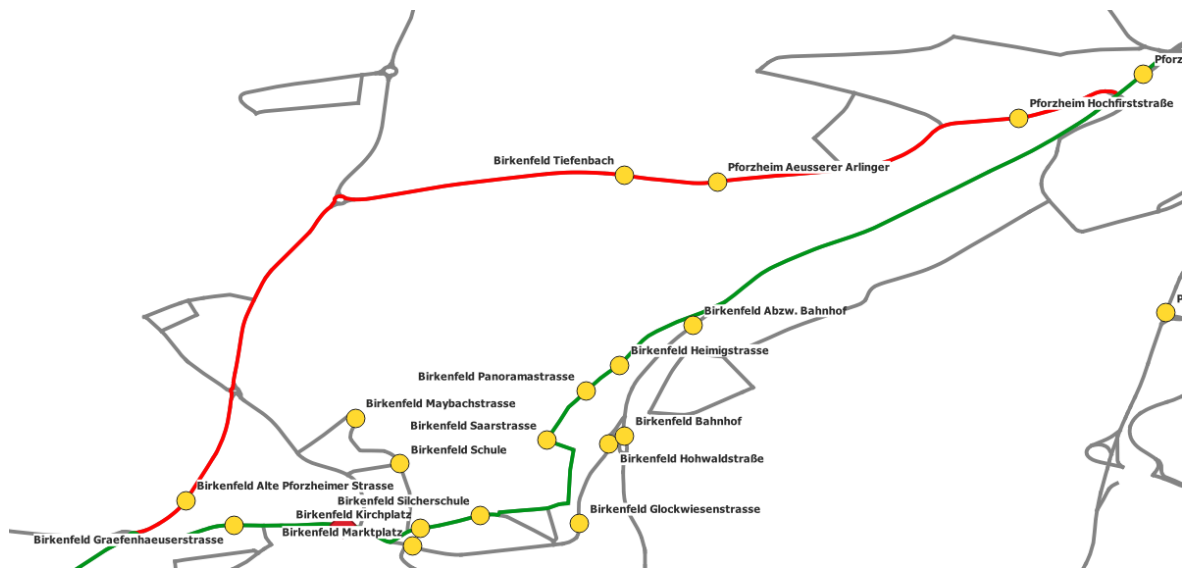 Pforz
Pforzheim Hochfirststraße
Birkenfeld Tiefenbach
Pforzheim Aeusserer Arlinger
P
Birkenfeld Abzw. Bahnhof
Birkenfeld Heimigstrasse
Birkenfeld Panoramastrasse
Birkenfeld Maybachstrasse
Birkenfeld Saarstrasse
Birkenfeld Bahnhof
Birkenfeld Schule
Birkenfeld Hohwaldstraße
Birkenfeld Alte Pforzheimer Strasse
Birkenfeld Silcherschule
Birkenfeld Glockwiesenstrasse
Birkenfeld Kirchplatz
Birkenfeld Marktplatz
Birkenfeld Graefenhaeuserstrasse